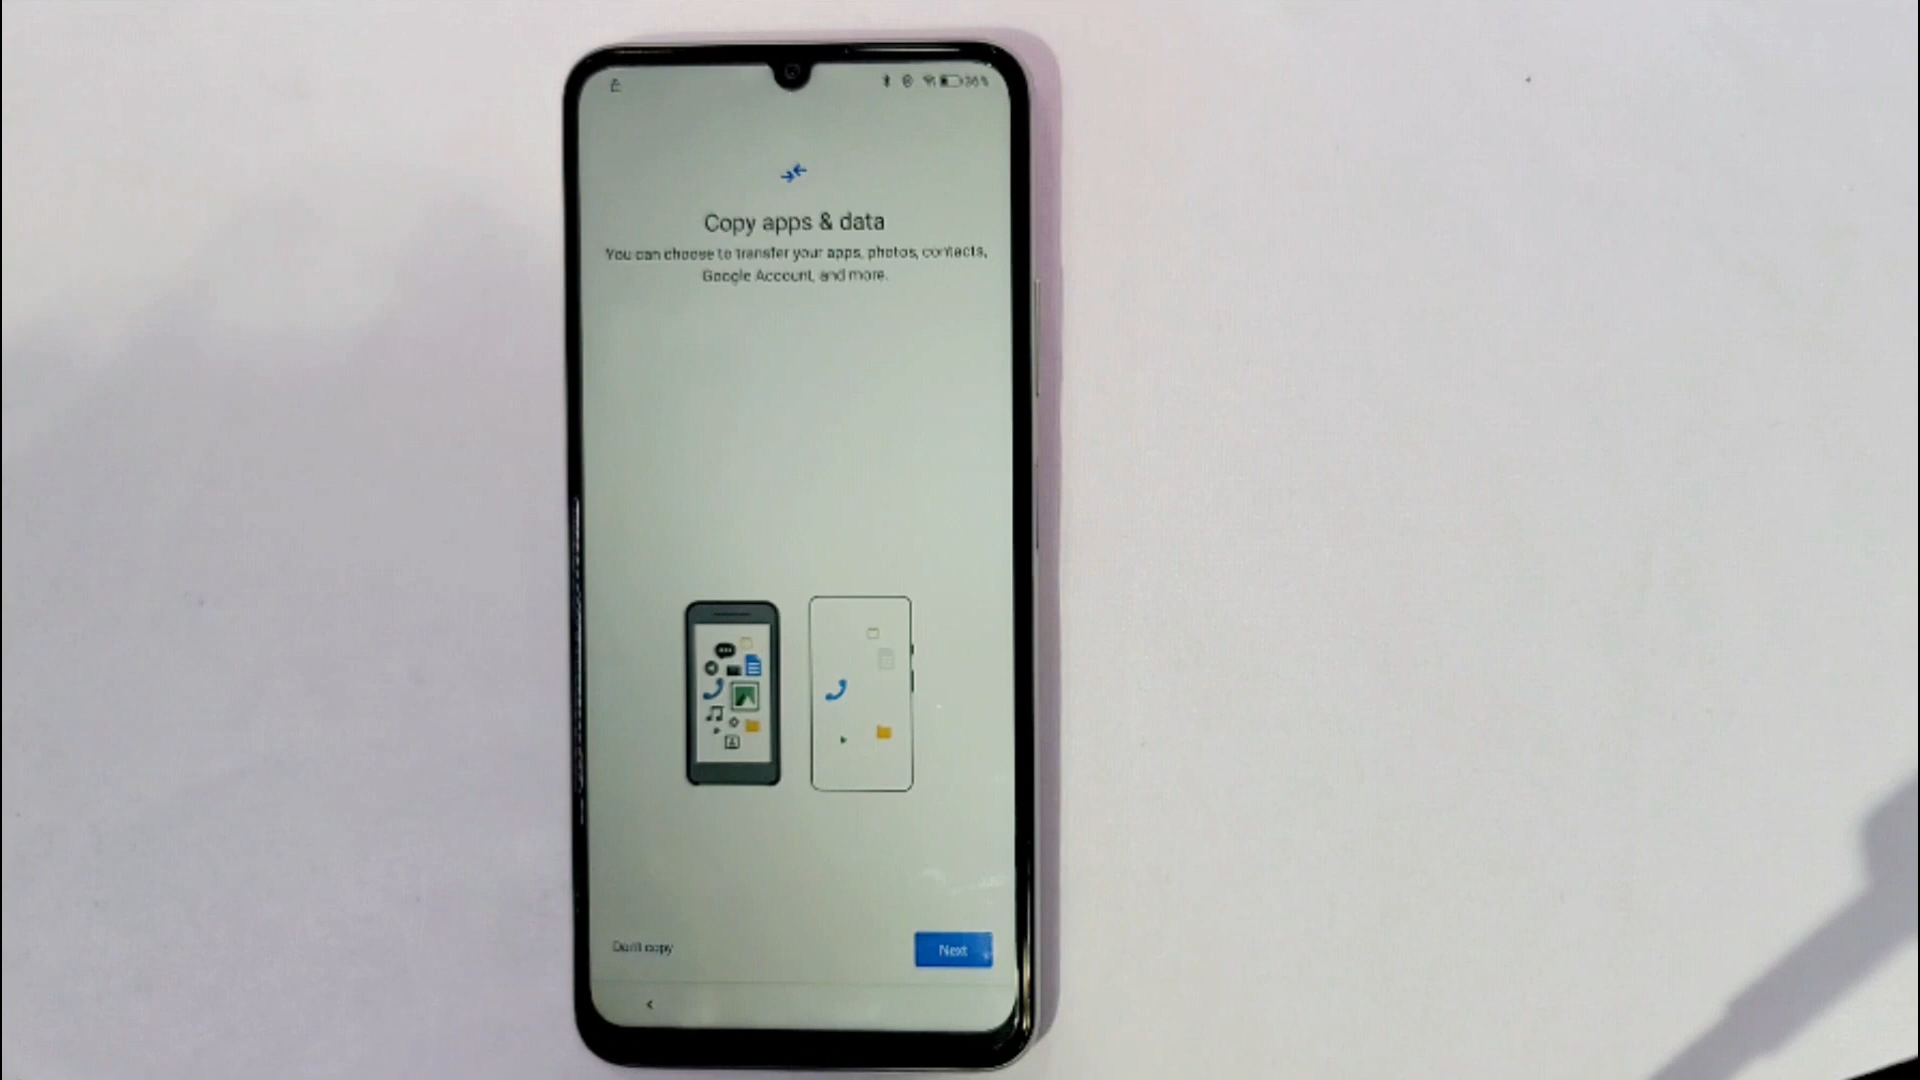 36%
Copy apps & data
You can choose to transfer your apps, photos, contacts,
Google Account, and more.
Don't copy
Next